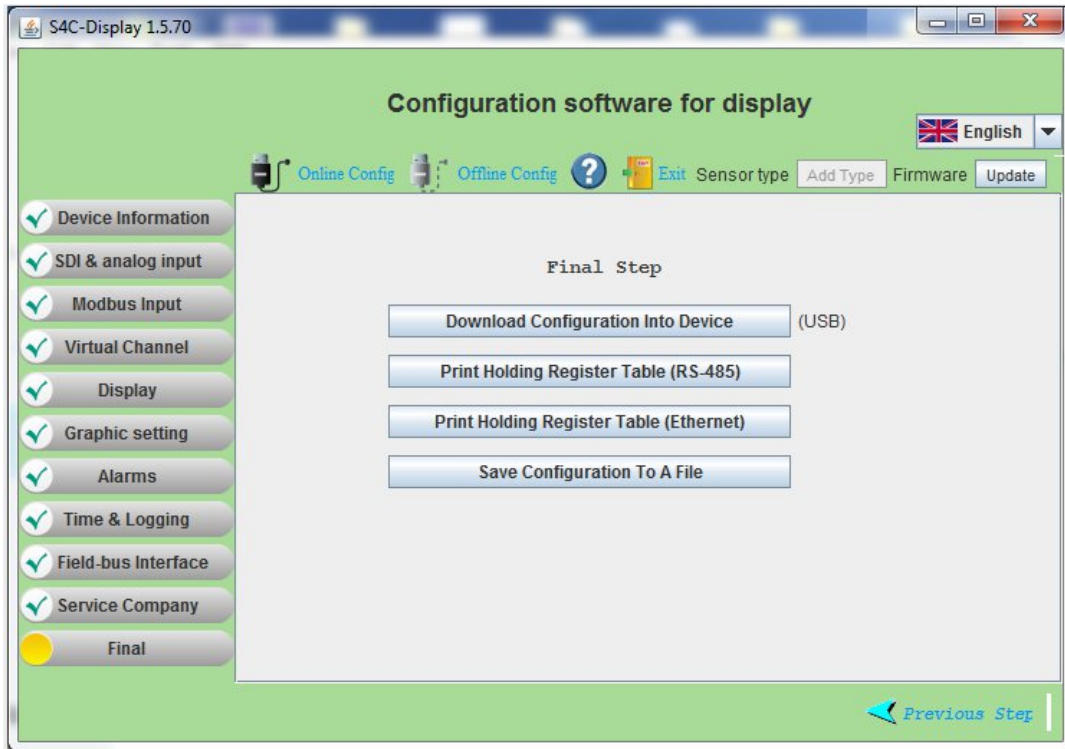 S4C-Display 1.5.70
Configuration software for display
English
Online Config Offline Config ? Exit Sensor type Add Type Firmware Update
Device Information
SDI & analog input
Modbus Input
Virtual Channel
Display
Graphic setting
Alarms
Time & Logging
Field-bus Interface
Service Company
Final
Final Step
Download Configuration Into Device (USB)
Print Holding Register Table (RS-485)
Print Holding Register Table (Ethernet)
Save Configuration To A File
Previous Step